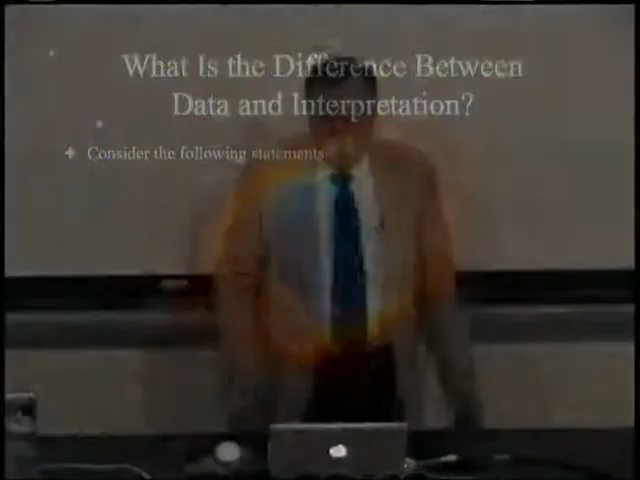 What Is the Difference Between
Data and Interpretation?
Consider the following statements